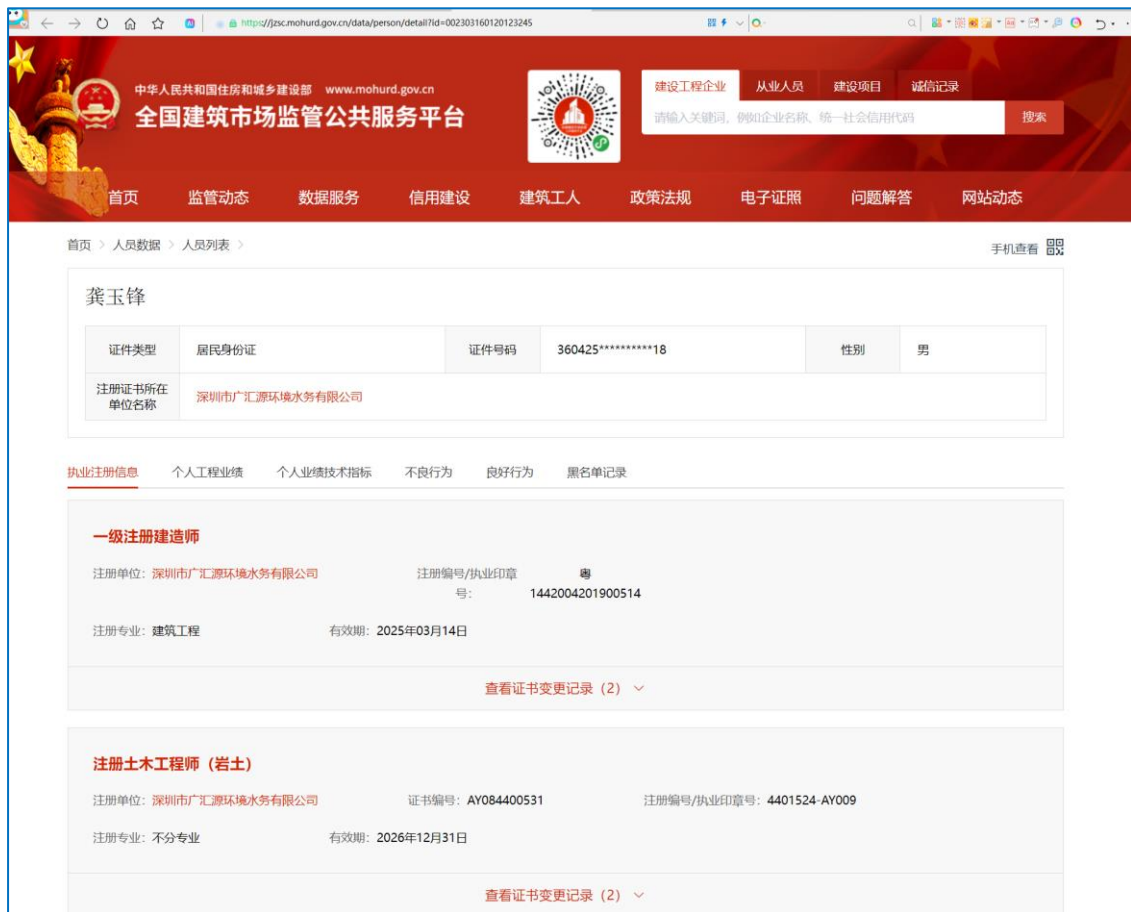 https://jzsc.mohurd.gov.cn/data/person/detail?id=002303160120123245
中华人民共和国住房和城乡建设部 www.mohurd.gov.cn
全国建筑市场监管公共服务平台
建设工程企业 从业人员 建设项目 诚信记录
请输入关键词，例如企业名称、统一社会信用代码 搜索
首页 监管动态 数据服务 信用建设 建筑工人 政策法规 电子证照 问题解答 网站动态
首页 > 人员数据 > 人员列表 >
手机查看
龚玉锋
证件类型 居民身份证 证件号码 360425**********18 性别 男
注册证书所在
单位名称
深圳市广汇源环境水务有限公司
执业注册信息 个人工程业绩 个人业绩技术指标 不良行为 良好行为 黑名单记录
一级注册建造师
注册单位：深圳市广汇源环境水务有限公司 注册编号/执业印章号： 粤1442004201900514
注册专业：建筑工程 有效期：2025年03月14日
查看证书变更记录（2）
注册土木工程师（岩土）
注册单位：深圳市广汇源环境水务有限公司 证书编号：AY084400531 注册编号/执业印章号：4401524-AY009
注册专业：不分专业 有效期：2026年12月31日
查看证书变更记录（2）